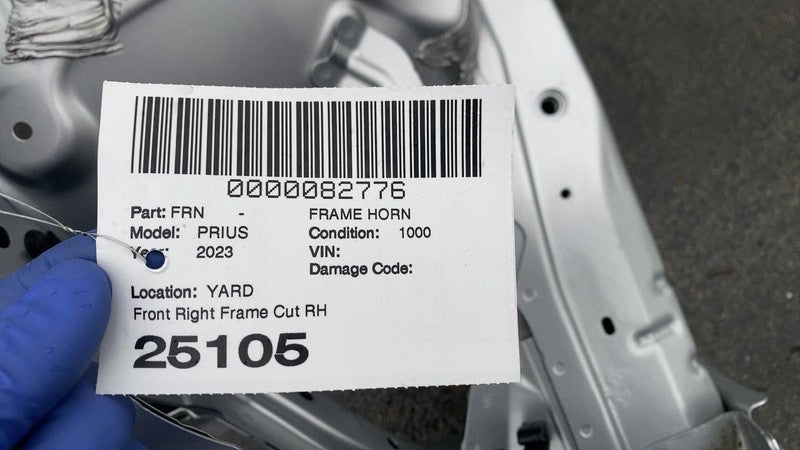 0000082776
Part: FRN - FRAME HORN
Model: PRIUS Condition: 1000
Year: 2023 VIN:
Damage Code:
Location: YARD
Front Right Frame Cut RH
25105